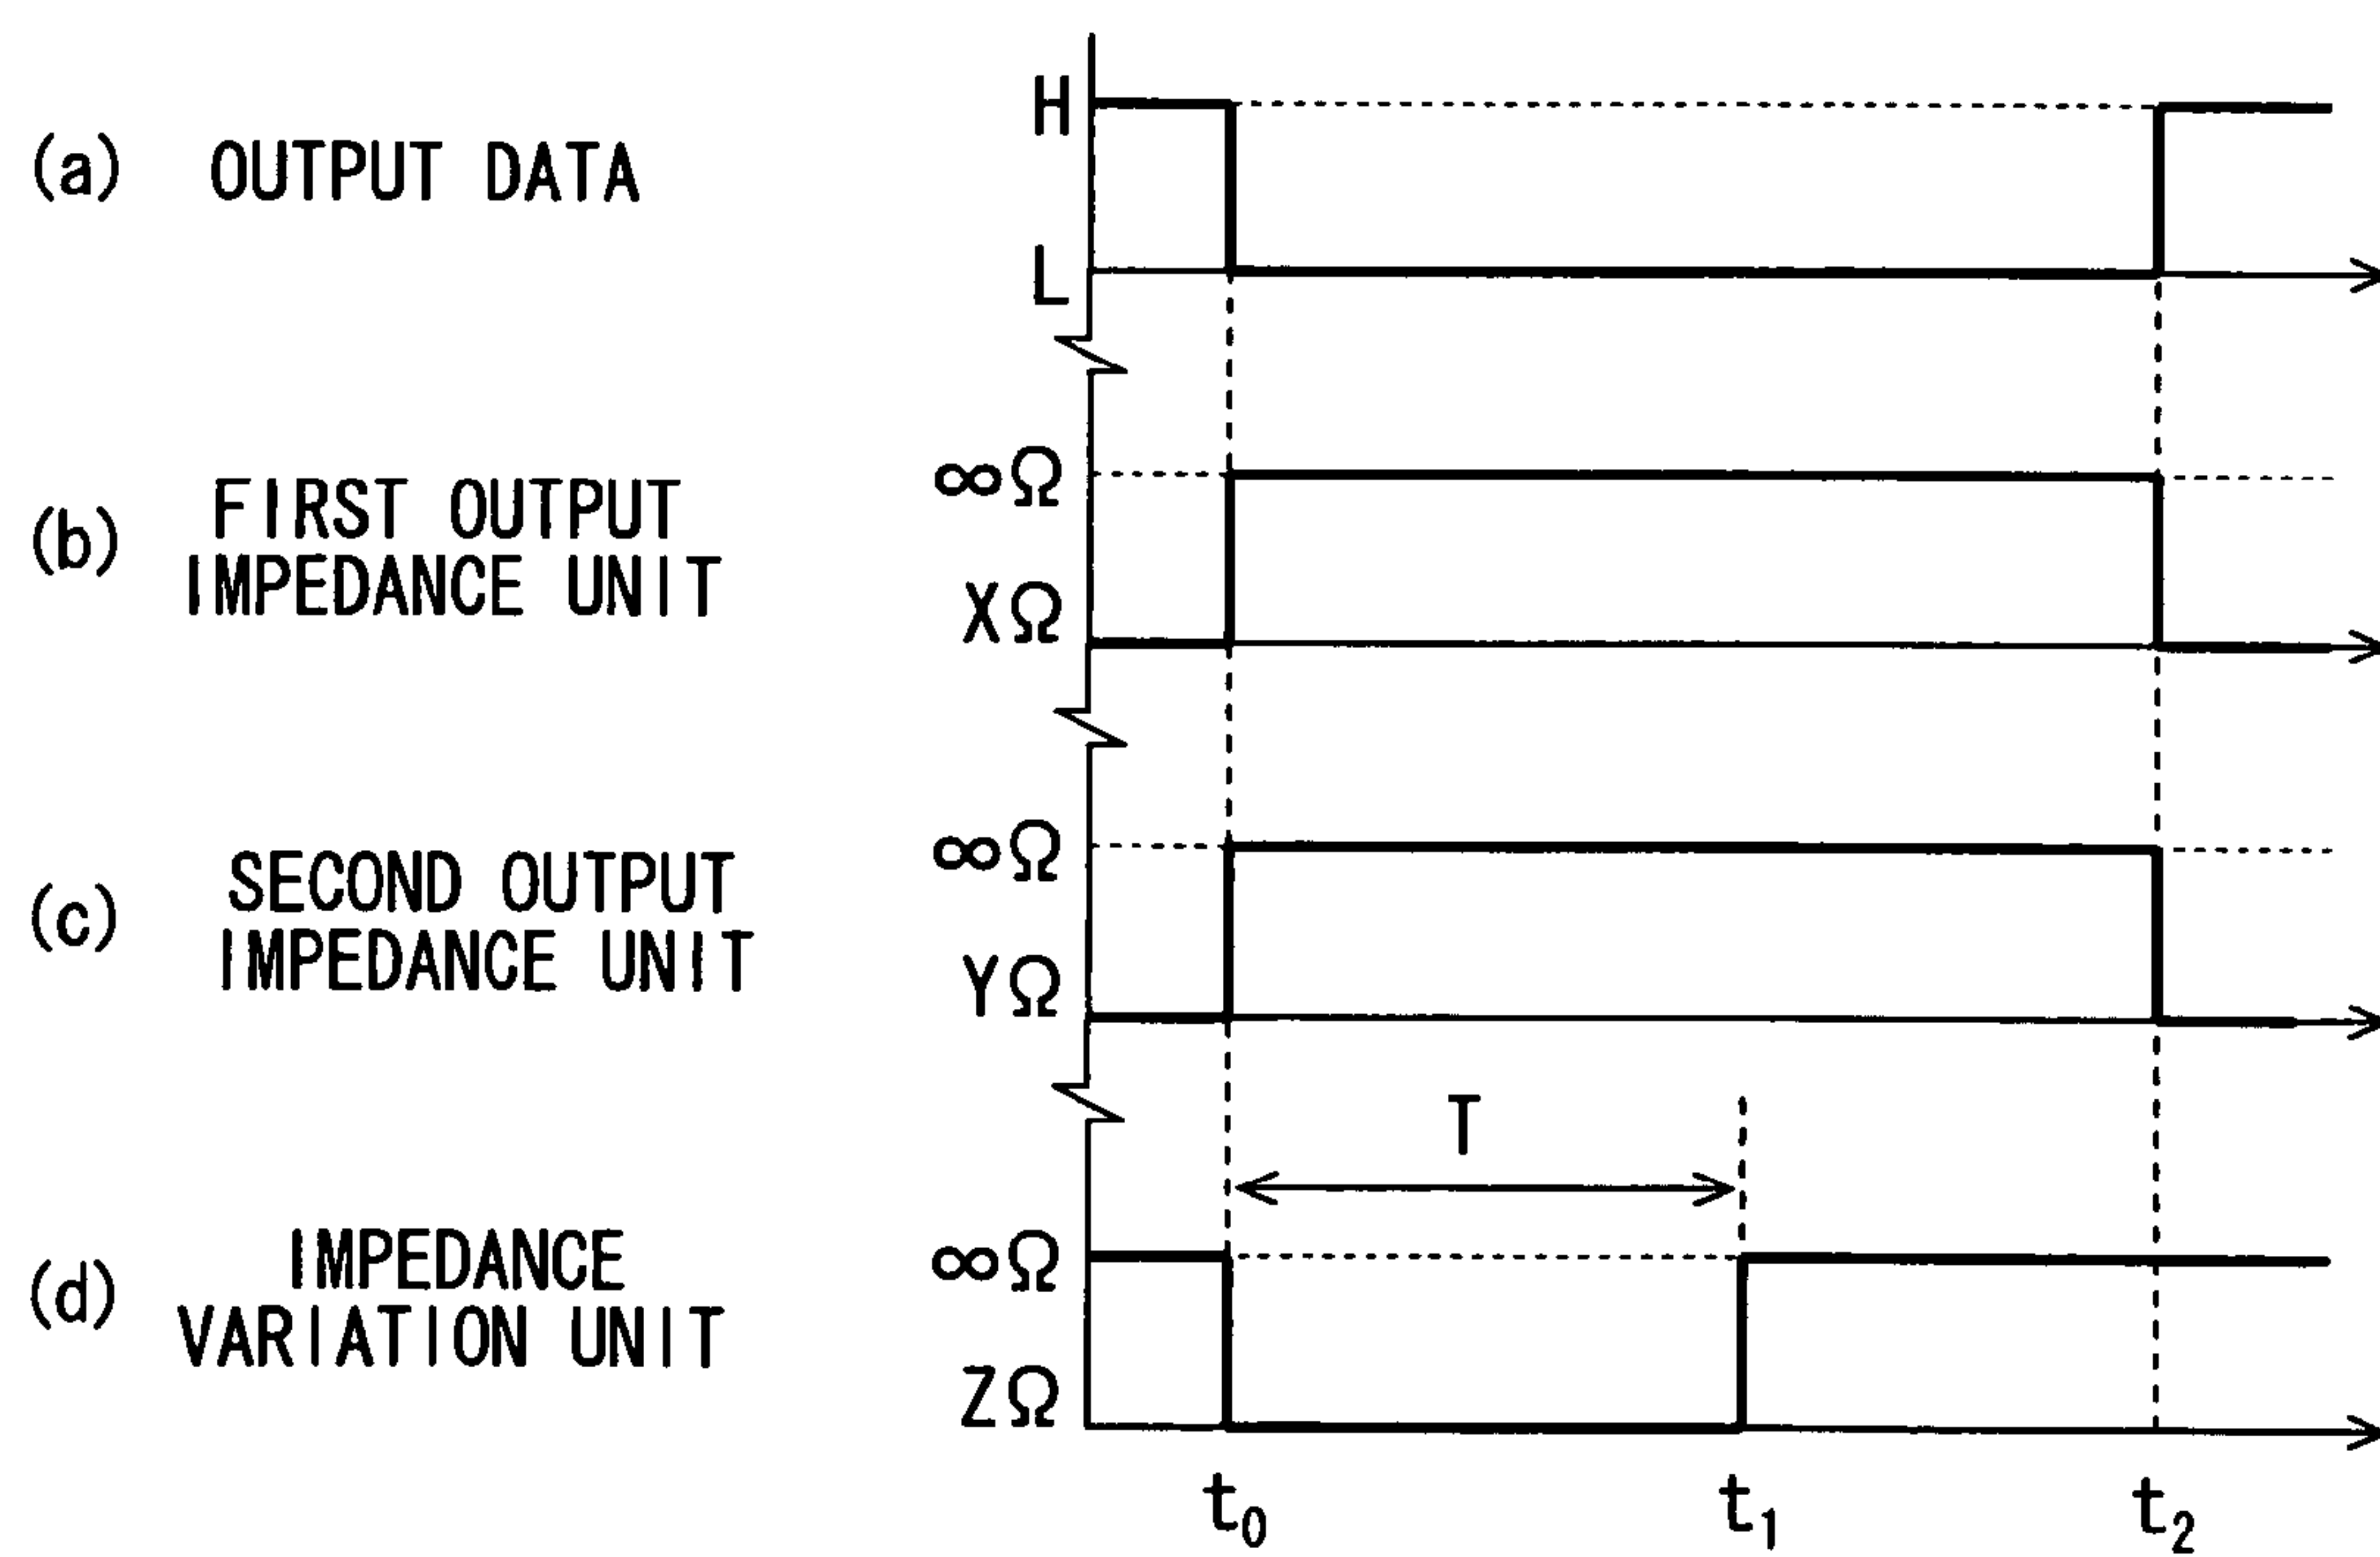 (a) OUTPUT DATA
H
L
(b) FIRST OUTPUT
IMPEDANCE UNIT
∞Ω
XΩ
(c) SECOND OUTPUT
IMPEDANCE UNIT
∞Ω
YΩ
T
(d) IMPEDANCE
VARIATION UNIT
∞Ω
ZΩ
t₀ t₁ t₂